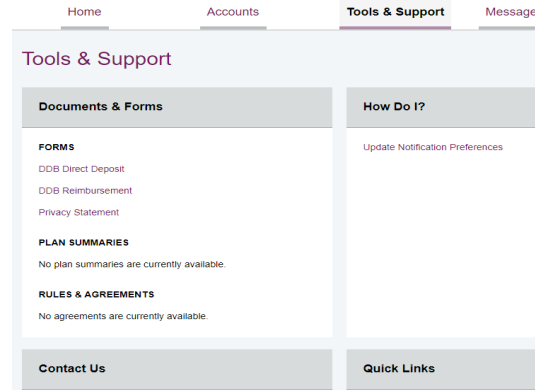 Home Accounts Tools & Support Message
Tools & Support
Documents & Forms
FORMS
DDB Direct Deposit
DDB Reimbursement
Privacy Statement
PLAN SUMMARIES
No plan summaries are currently available.
RULES & AGREEMENTS
No agreements are currently available.
How Do I?
Update Notification Preferences
Contact Us
Quick Links